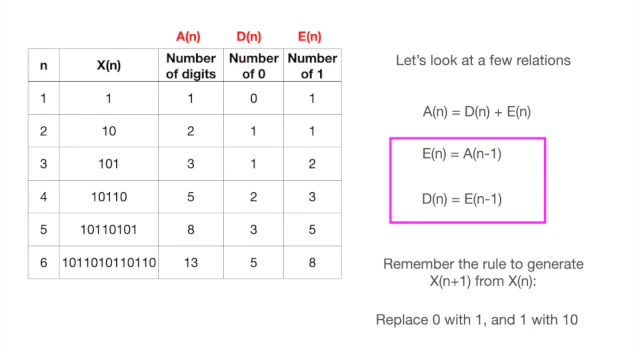 A(n) D(n) E(n)
n X(n) Number of digits Number of 0 Number of 1
1 1 1 0 1
2 10 2 1 1
3 101 3 1 2
4 10110 5 2 3
5 10110101 8 3 5
6 1011010110110 13 5 8
Let's look at a few relations
A(n) = D(n) + E(n)
E(n) = A(n-1)
D(n) = E(n-1)
Remember the rule to generate
X(n+1) from X(n):
Replace 0 with 1, and 1 with 10